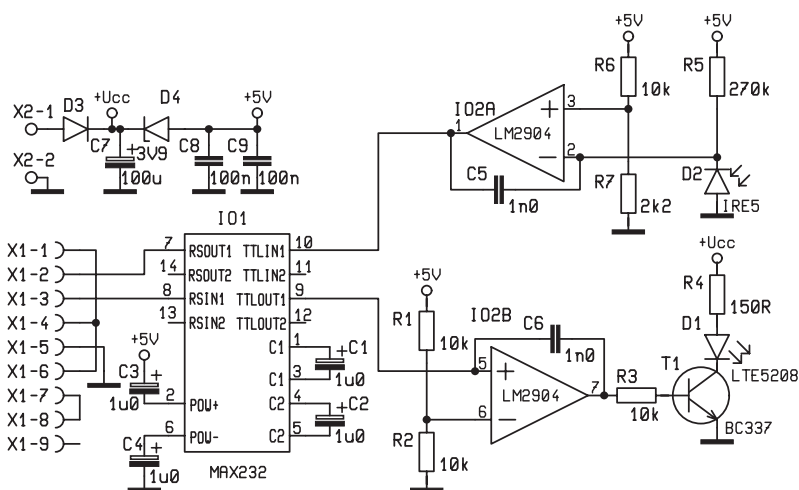 +5V
+5V
R6
10k
R5
270k
+Ucc
D3
D4
+5V
X2-1
X2-2
C7
+
3V9
C8
C9
100u
100n
100n
IO2A
1
3
2
LM2904
C5
1n0
R7
2k2
D2
IRE5
IO1
X1-1
X1-2
X1-3
X1-4
X1-5
X1-6
X1-7
X1-8
X1-9
7
14
8
13
2
6
RSOUT1
RSOUT2
RSIN1
RSIN2
POW+
POW-
TTLIN1
TTLIN2
TTLOUT1
TTLOUT2
C1
C1
C2
C2
10
11
9
12
1
3
4
5
+C1
1u0
+C2
1u0
+5V
C3 +
1u0
C4 +
1u0
MAX232
+5V
R1
10k
R2
10k
IO2B
5
6
7
LM2904
C6
1n0
R3
10k
+Ucc
R4
150R
D1
LTE5208
T1
BC337